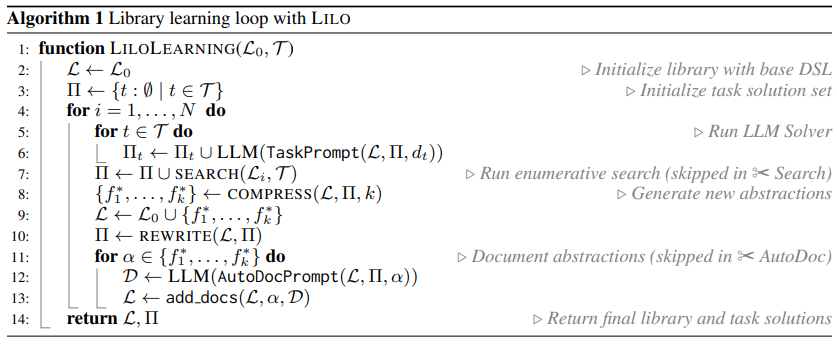 Algorithm 1 Library learning loop with LILO
1: function LILOLEARNING(𝓛₀, 𝒯)
2: 𝓛 ← 𝓛₀ ▷ Initialize library with base DSL
3: Π ← {t : ∅ | t ∈ 𝒯} ▷ Initialize task solution set
4: for i = 1, . . . , N do
5: for t ∈ 𝒯 do ▷ Run LLM Solver
6: Πₜ ← Πₜ ∪ LLM(TaskPrompt(𝓛, Π, dₜ))
7: Π ← Π ∪ SEARCH(𝓛ᵢ, 𝒯) ▷ Run enumerative search (skipped in ✂ Search)
8: {f₁*, . . . , fₖ*} ← COMPRESS(𝓛, Π, k) ▷ Generate new abstractions
9: 𝓛 ← 𝓛₀ ∪ {f₁*, . . . , fₖ*}
10: Π ← REWRITE(𝓛, Π)
11: for α ∈ {f₁*, . . . , fₖ*} do ▷ Document abstractions (skipped in ✂ AutoDoc)
12: 𝒟 ← LLM(AutoDocPrompt(𝓛, Π, α))
13: 𝓛 ← add_docs(𝓛, α, 𝒟)
14: return 𝓛, Π ▷ Return final library and task solutions